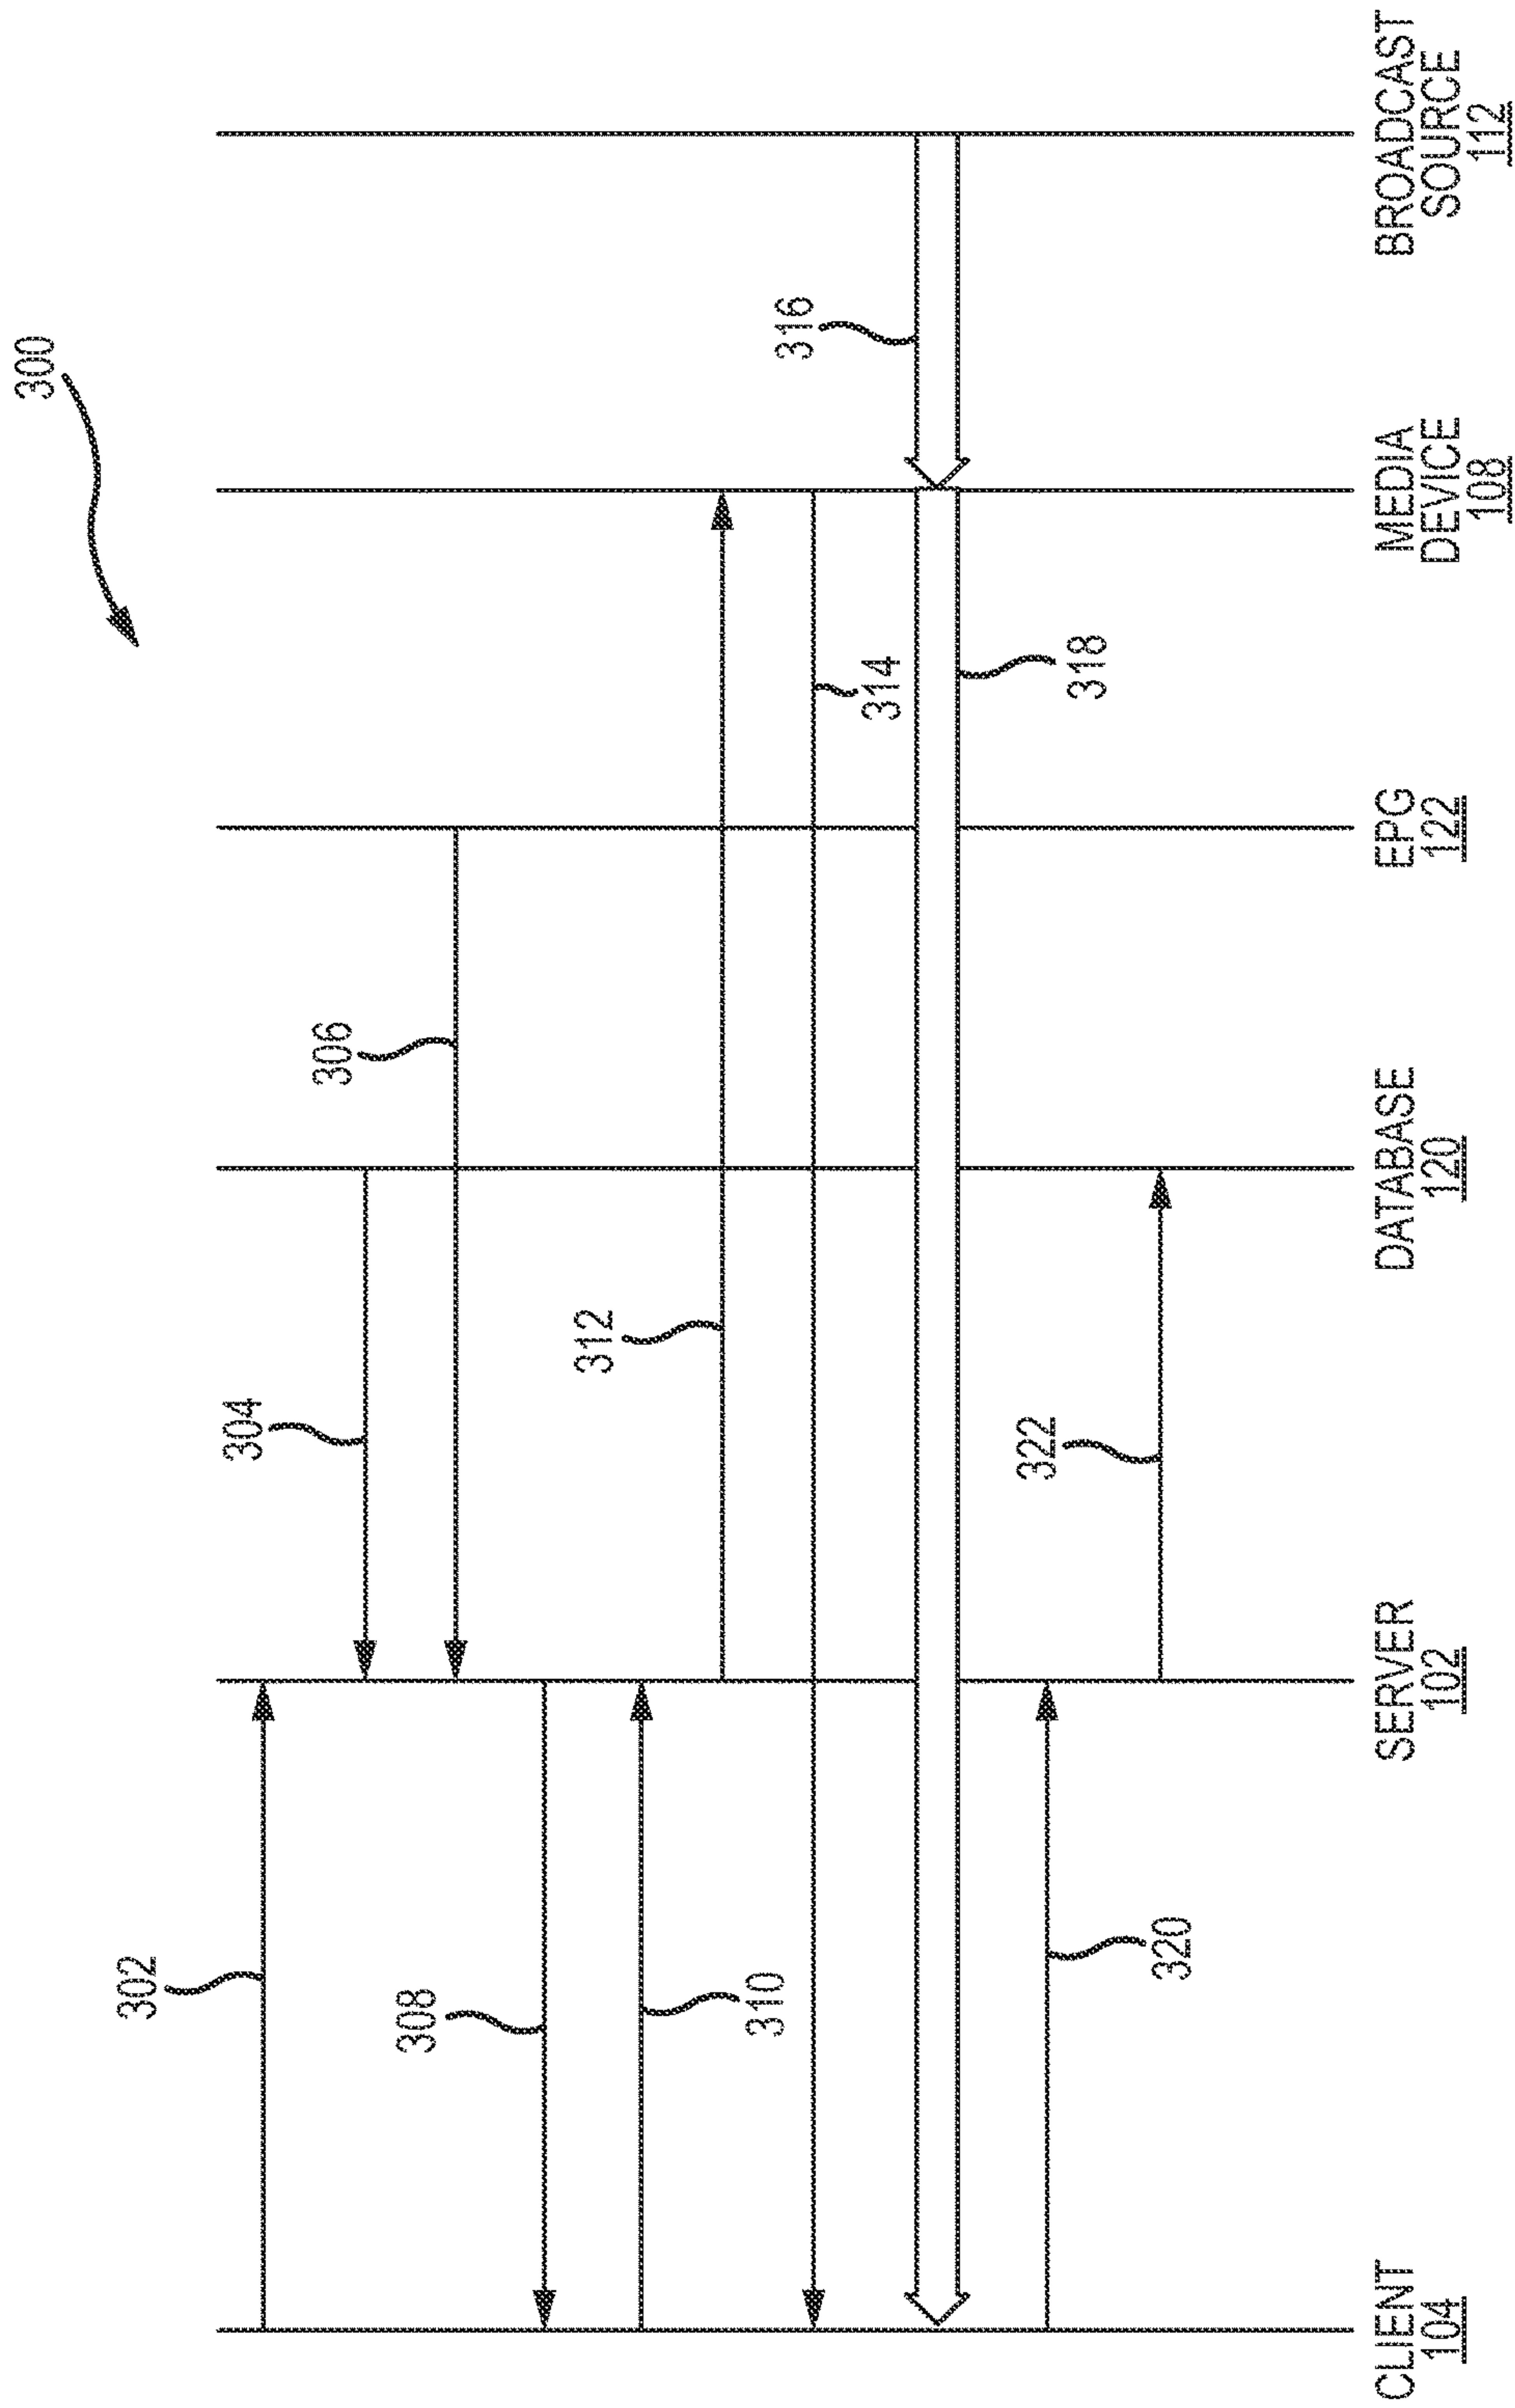 300
302
304
306
308
310
312
314
316
318
320
322
CLIENT
104
SERVER
102
DATABASE
120
EPG
122
MEDIA
DEVICE
108
BROADCAST
SOURCE
112